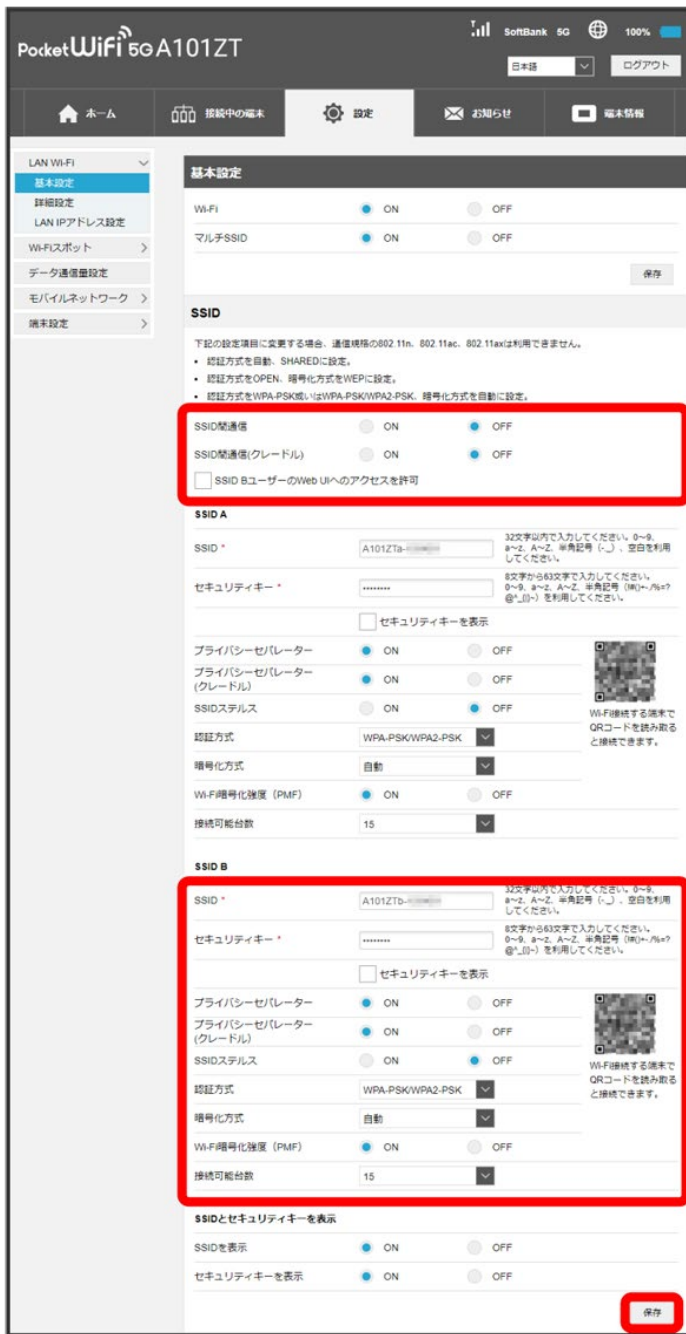 Pocket WiFi 5G A101ZT
SoftBank 5G 100%
日本語 ログアウト
ホーム 接続中の端末 設定 お知らせ 端末情報
LAN Wi-Fi
基本設定
詳細設定
LAN IPアドレス設定
Wi-Fiスポット
データ通信量設定
モバイルネットワーク
端末設定
基本設定
Wi-Fi ON OFF
マルチSSID ON OFF
保存
SSID
下記の設定項目に変更する場合、通信規格の802.11n、802.11ac、802.11axは利用できません。
• 認証方式を自動、SHAREDに設定。
• 認証方式をOPEN、暗号化方式をWEPに設定。
• 認証方式をWPA-PSK或いはWPA-PSK/WPA2-PSK、暗号化方式を自動に設定。
SSID間通信 ON OFF
SSID間通信(クレードル) ON OFF
SSID BユーザーのWeb UIへのアクセスを許可
SSID A
SSID * A101ZTa-
32文字以内で入力してください。0~9、
a~z、A~Z、半角記号（-_）、空白を利用
してください。
セキュリティキー * ••••••••
8文字から63文字で入力してください。
0~9、a~z、A~Z、半角記号
を利用してください。
セキュリティキーを表示
プライバシーセパレーター ON OFF
プライバシーセパレーター
(クレードル) ON OFF
SSIDステルス ON OFF
Wi-Fi接続する端末で
QRコードを読み取る
と接続できます。
認証方式 WPA-PSK/WPA2-PSK
暗号化方式 自動
Wi-Fi暗号化強度（PMF） ON OFF
接続可能台数 15
SSID B
SSID * A101ZTb-
32文字以内で入力してください。0~9、
a~z、A~Z、半角記号（-_）、空白を利用
してください。
セキュリティキー * ••••••••
8文字から63文字で入力してください。
0~9、a~z、A~Z、半角記号
を利用してください。
セキュリティキーを表示
プライバシーセパレーター ON OFF
プライバシーセパレーター
(クレードル) ON OFF
SSIDステルス ON OFF
Wi-Fi接続する端末で
QRコードを読み取る
と接続できます。
認証方式 WPA-PSK/WPA2-PSK
暗号化方式 自動
Wi-Fi暗号化強度（PMF） ON OFF
接続可能台数 15
SSIDとセキュリティキーを表示
SSIDを表示 ON OFF
セキュリティキーを表示 ON OFF
保存